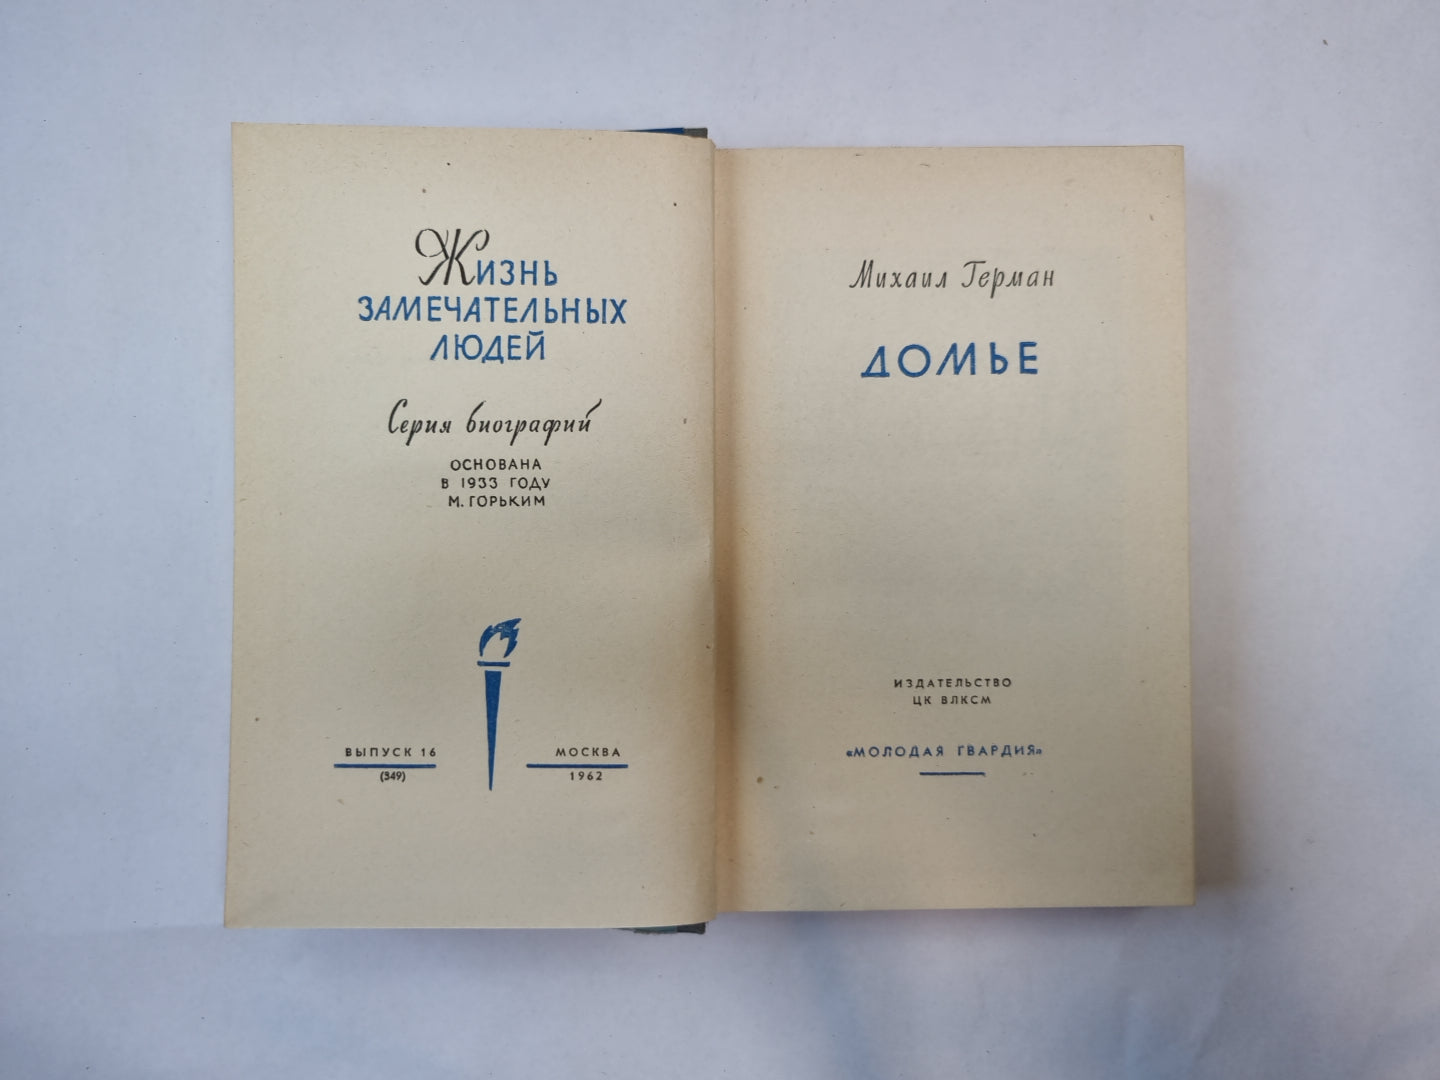 Жизнь
ЗАМЕЧАТЕЛЬНЫХ
ЛЮДЕЙ
Серия биографий
ОСНОВАНА
В 1933 ГОДУ
М. ГОРЬКИМ
ВЫПУСК 16
(349)
МОСКВА
1962
Михаил Герман
ДОМЬЕ
ИЗДАТЕЛЬСТВО
ЦК ВЛКСМ
«МОЛОДАЯ ГВАРДИЯ»